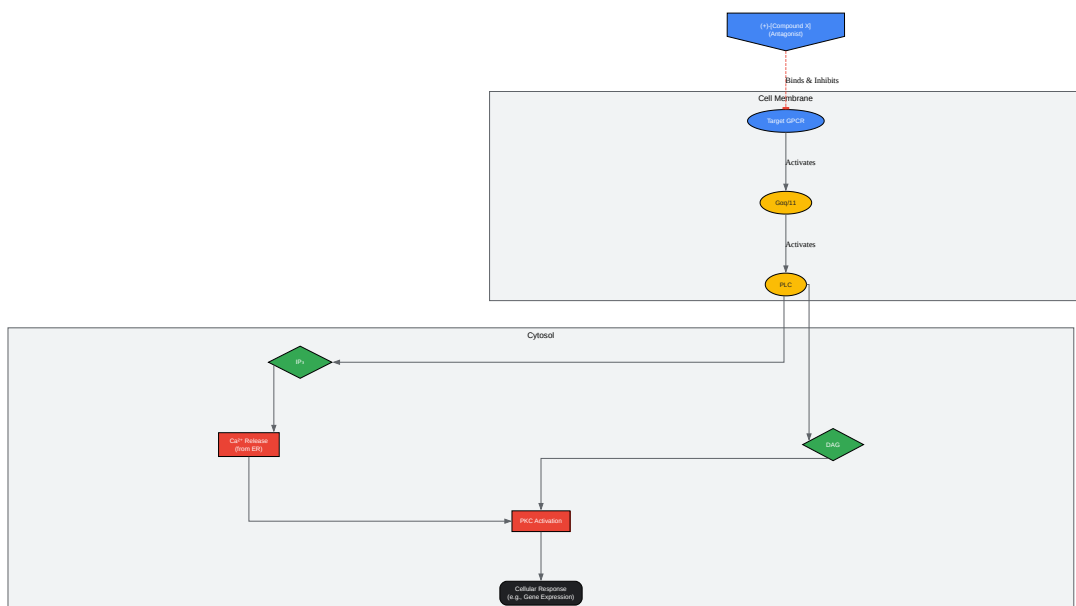 (+)-[Compound X]
(Antagonist)
Binds & Inhibits
Cell Membrane
Target GPCR
Activates
Gαq/11
Activates
PLC
Cytosol
IP₃
Ca²⁺ Release
(from ER)
DAG
PKC Activation
Cellular Response
(e.g., Gene Expression)